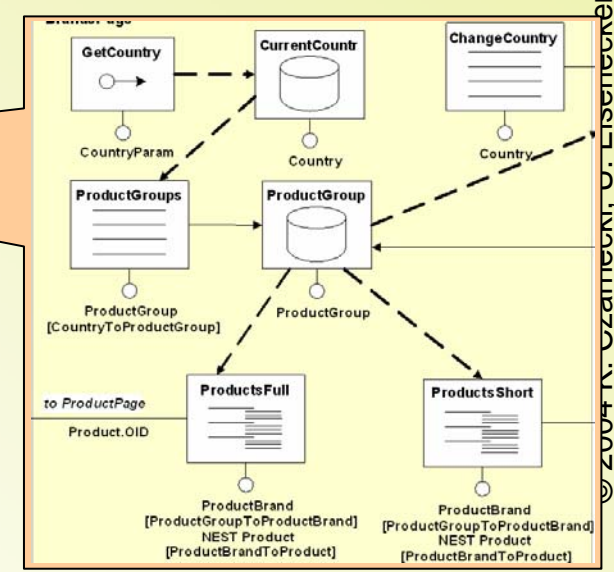 GetCountry
CurrentCountr
ChangeCountry
CountryParam
Country
Country
ProductGroups
ProductGroup
ProductGroup
[CountryToProductGroup]
ProductGroup
to ProductPage
Product.OID
ProductsFull
ProductsShort
ProductBrand
[ProductGroupToProductBrand]
NEST Product
[ProductBrandToProduct]
ProductBrand
[ProductGroupToProductBrand]
NEST Product
[ProductBrandToProduct]
© 2004 K. Czarnecki, U. Eisenecker